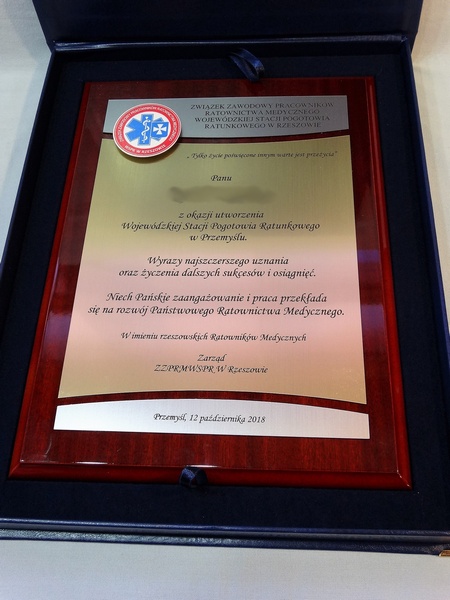 ZWIĄZEK ZAWODOWY PRACOWNIKÓW
RATOWNICTWA MEDYCZNEGO
WOJEWÓDZKIEJ STACJI POGOTOWIA
RATUNKOWEGO W RZESZOWIE
„Tylko życie poświęcone innym warte jest przeżycia"
Panu
z okazji utworzenia
Wojewódzkiej Stacji Pogotowia Ratunkowego
w Przemyślu.
Wyrazy najszczerszego uznania
oraz życzenia dalszych sukcesów i osiągnięć.
Niech Pańskie zaangażowanie i praca przekłada
się na rozwój Państwowego Ratownictwa Medycznego.
W imieniu rzeszowskich Ratowników Medycznych
Zarząd
ZZPRMWSPR W Rzeszowie
Przemyśl, 12 października 2018